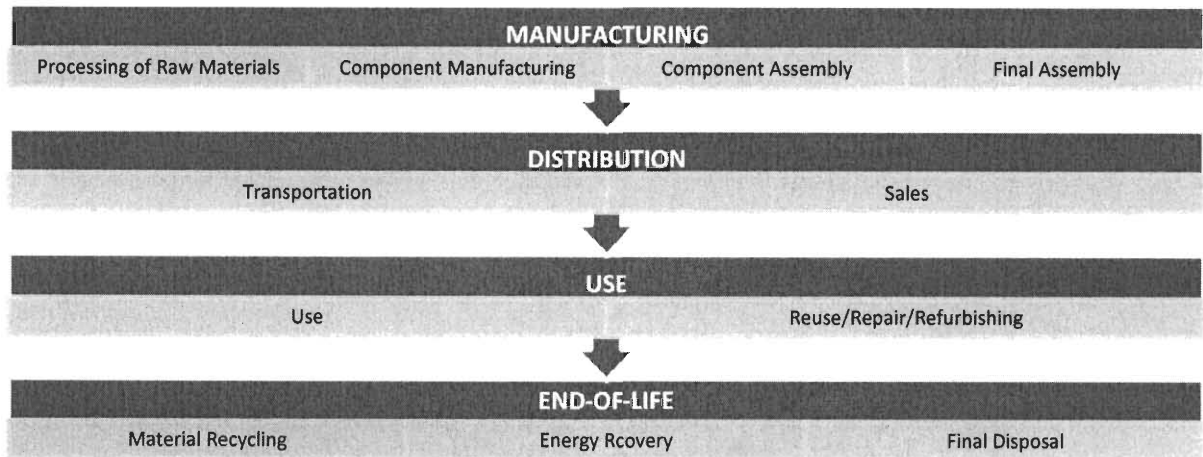 MANUFACTURING
Processing of Raw Materials Component Manufacturing Component Assembly Final Assembly
DISTRIBUTION
Transportation Sales
USE
Use Reuse/Repair/Refurbishing
END-OF-LIFE
Material Recycling Energy Rcovery Final Disposal